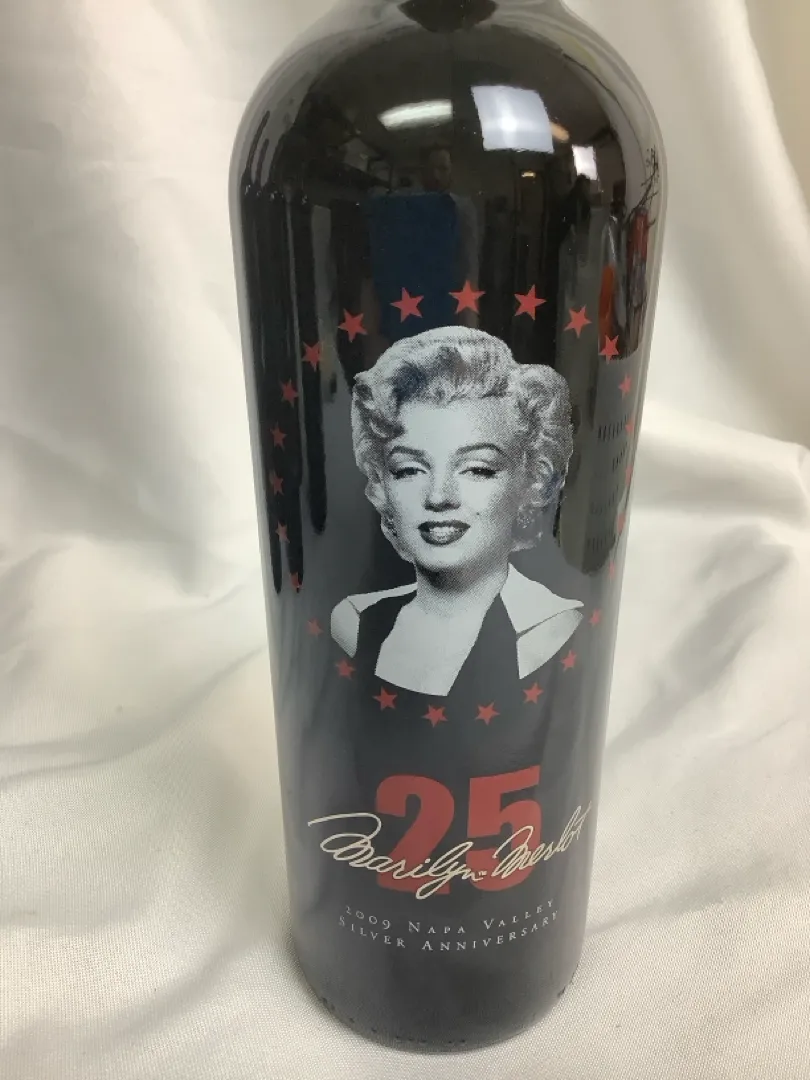 25
Marilyn Merlot
2009 NAPA VALLEY
SILVER ANNIVERSARY